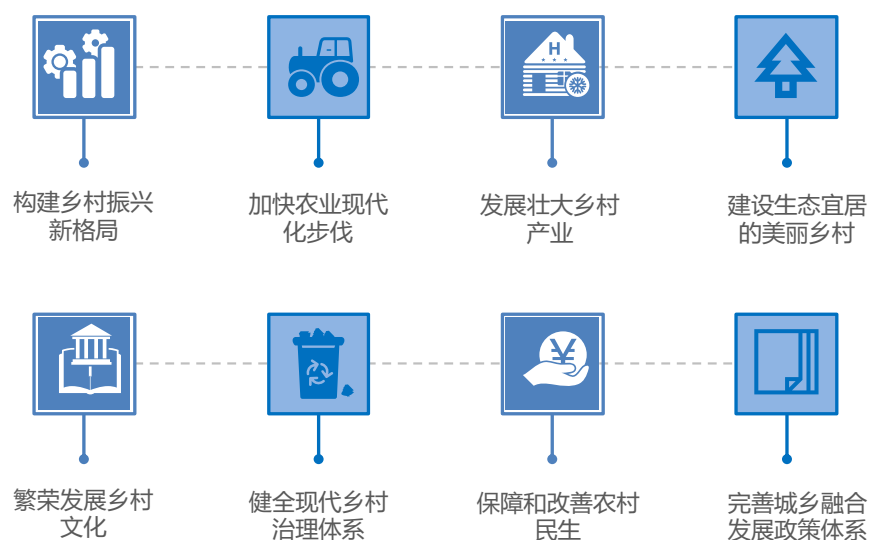 H
构建乡村振兴
新格局
加快农业现代
化步伐
发展壮大乡村
产业
建设生态宜居
的美丽乡村
¥
繁荣发展乡村
文化
健全现代乡村
治理体系
保障和改善农村
民生
完善城乡融合
发展政策体系